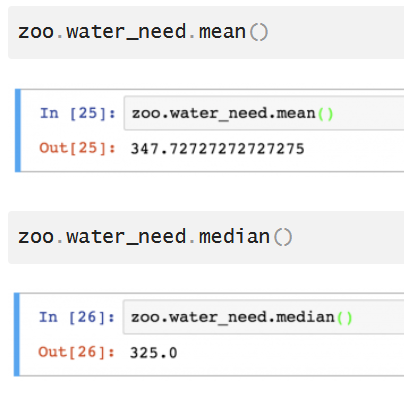 zoo.water_need.mean()
In [25]: zoo.water_need.mean()
Out[25]: 347.72727272727275
zoo.water_need.median()
In [26]: zoo.water_need.median()
Out[26]: 325.0